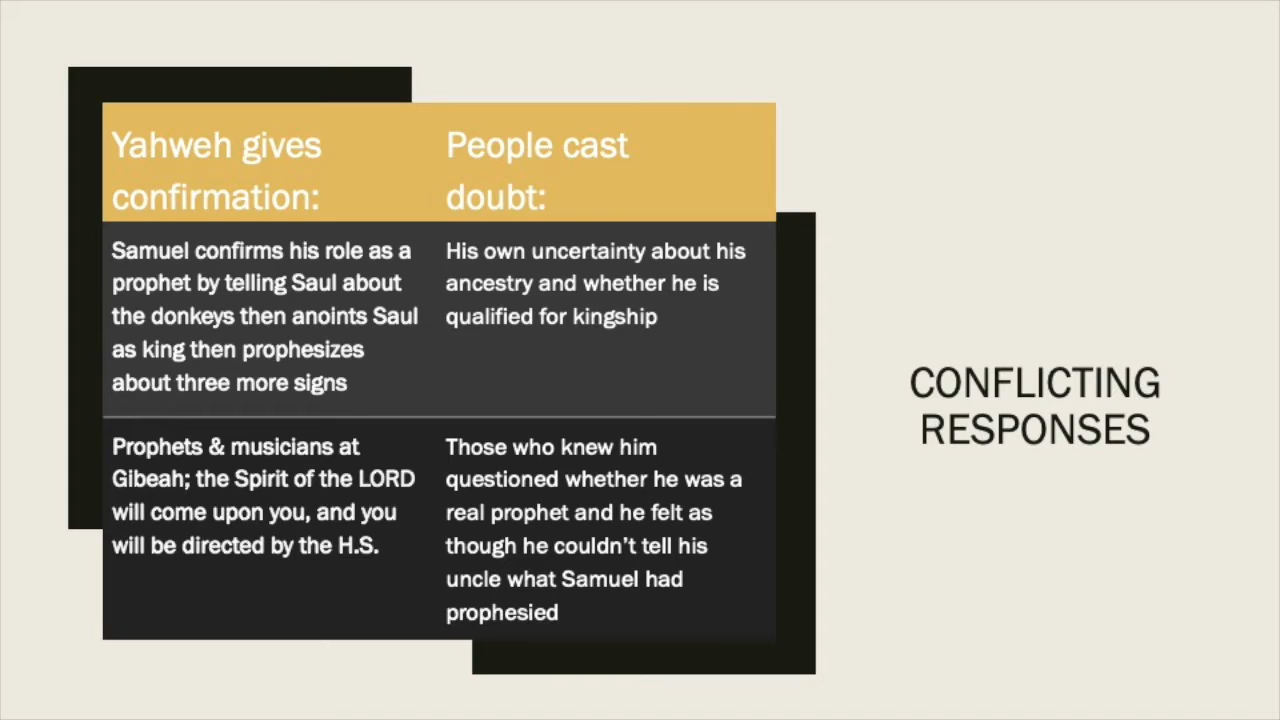 Yahweh gives
confirmation:
People cast
doubt:
Samuel confirms his role as a
prophet by telling Saul about
the donkeys then anoints Saul
as king then prophesizes
about three more signs
His own uncertainty about his
ancestry and whether he is
qualified for kingship
Prophets & musicians at
Gibeah; the Spirit of the LORD
will come upon you, and you
will be directed by the H.S.
Those who knew him
questioned whether he was a
real prophet and he felt as
though he couldn't tell his
uncle what Samuel had
prophesied
CONFLICTING
RESPONSES